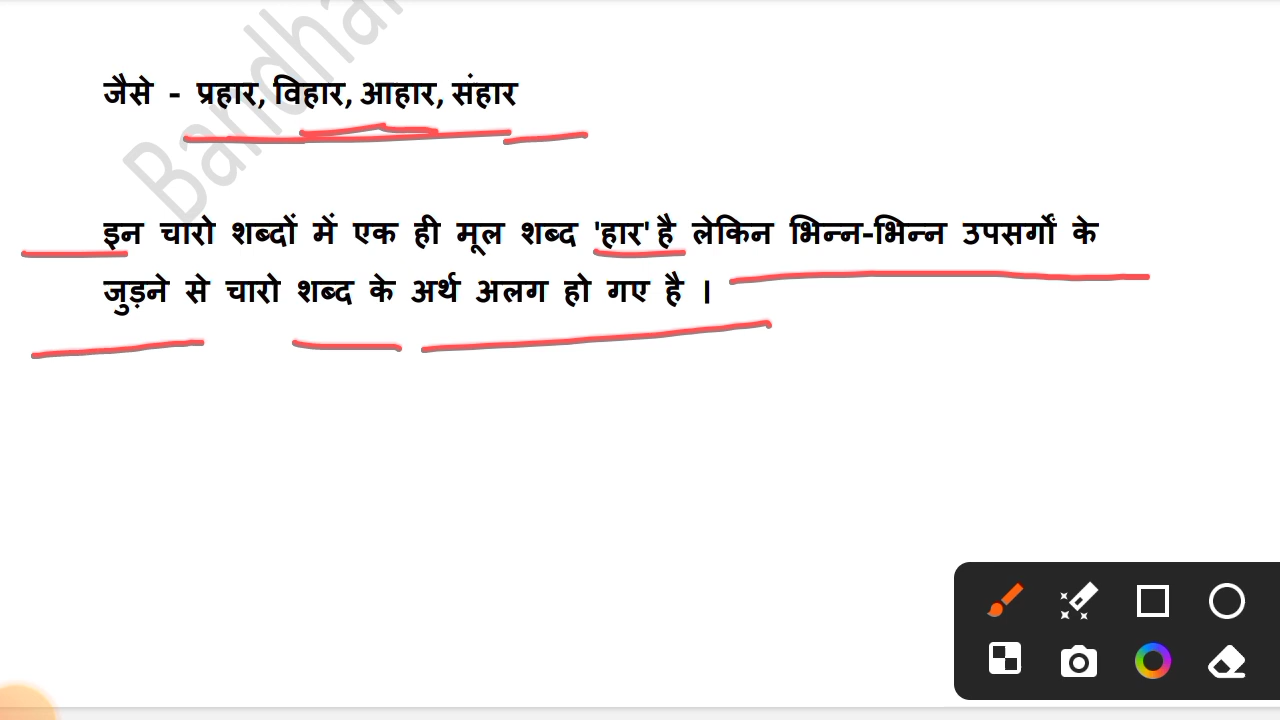 जैसे - प्रहार, विहार, आहार, संहार
इन चारो शब्दों में एक ही मूल शब्द 'हार' है लेकिन भिन्न-भिन्न उपसर्गों के
जुड़ने से चारो शब्द के अर्थ अलग हो गए है ।